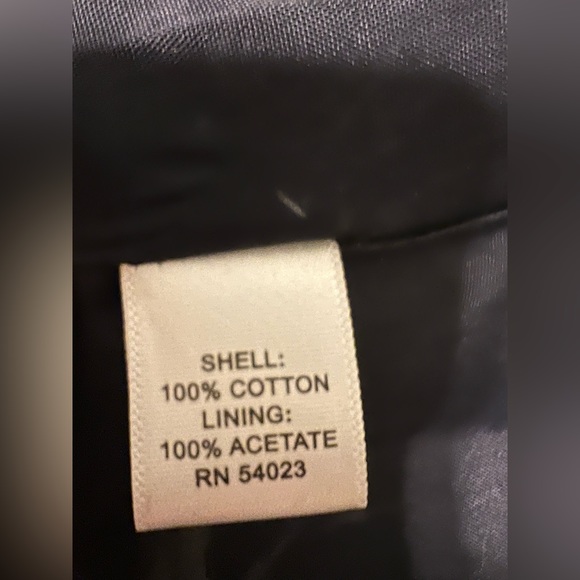 SHELL:
100% COTTON
LINING:
100% ACETATE
RN 54023